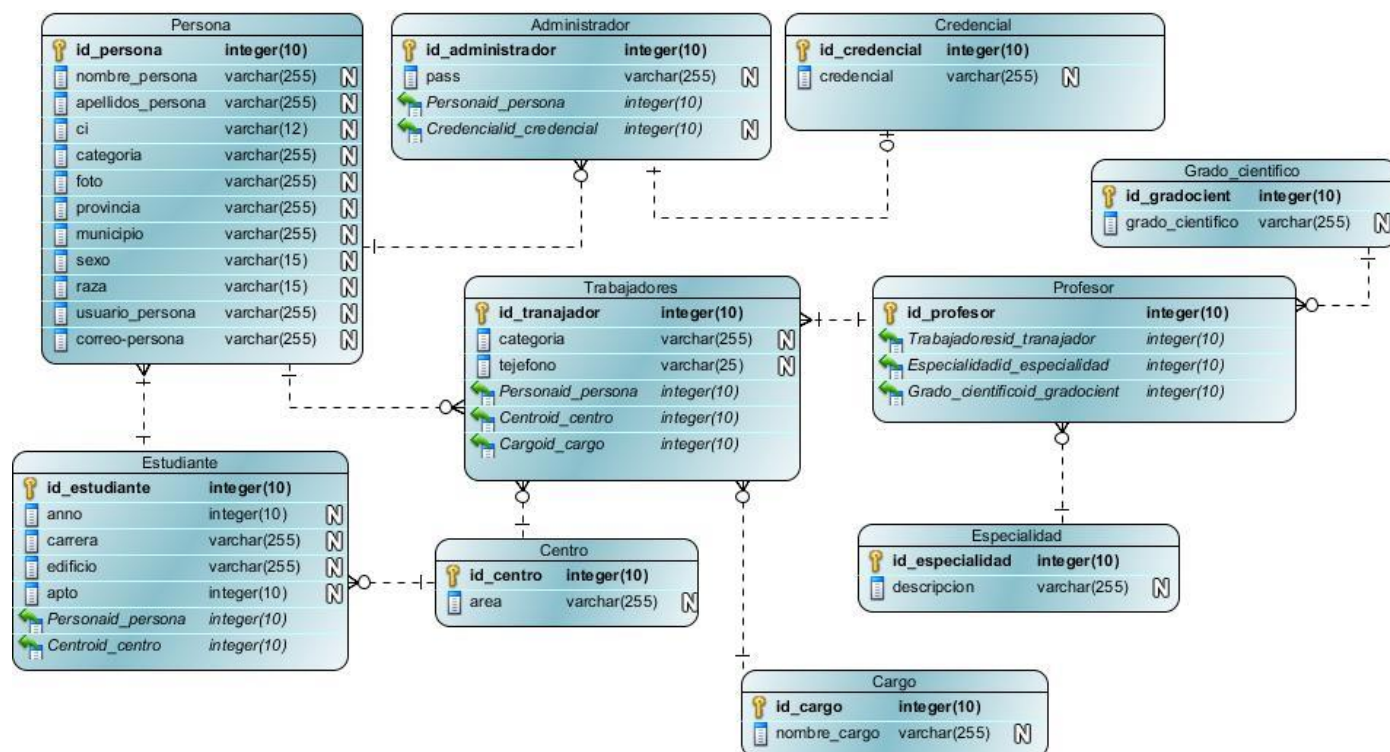 Persona
id_persona integer(10)
nombre_persona varchar(255) N
apellidos_persona varchar(255) N
ci varchar(12) N
categoria varchar(255) N
foto varchar(255) N
provincia varchar(255) N
municipio varchar(255) N
sexo varchar(15) N
raza varchar(15) N
usuario_persona varchar(255) N
correo-persona varchar(255) N
Administrador
id_administrador integer(10)
pass varchar(255) N
Personaid_persona integer(10)
Credencialid_credencial integer(10) N
Credencial
id_credencial integer(10)
credencial varchar(255) N
Grado_cientifico
id_gradocient integer(10)
grado_cientifico varchar(255) N
Trabajadores
id_tranajador integer(10)
categoria varchar(255) N
tejefono varchar(25) N
Personaid_persona integer(10)
Centroid_centro integer(10)
Cargoid_cargo integer(10)
Profesor
id_profesor integer(10)
Trabajadoresid_tranajador integer(10)
Especialidadid_especialidad integer(10)
Grado_cientificoid_gradocient integer(10)
Estudiante
id_estudiante integer(10)
anno integer(10) N
carrera varchar(255) N
edificio varchar(255) N
apto integer(10) N
Personaid_persona integer(10)
Centroid_centro integer(10)
Centro
id_centro integer(10)
area varchar(255) N
Especialidad
id_especialidad integer(10)
descripcion varchar(255) N
Cargo
id_cargo integer(10)
nombre_cargo varchar(255) N